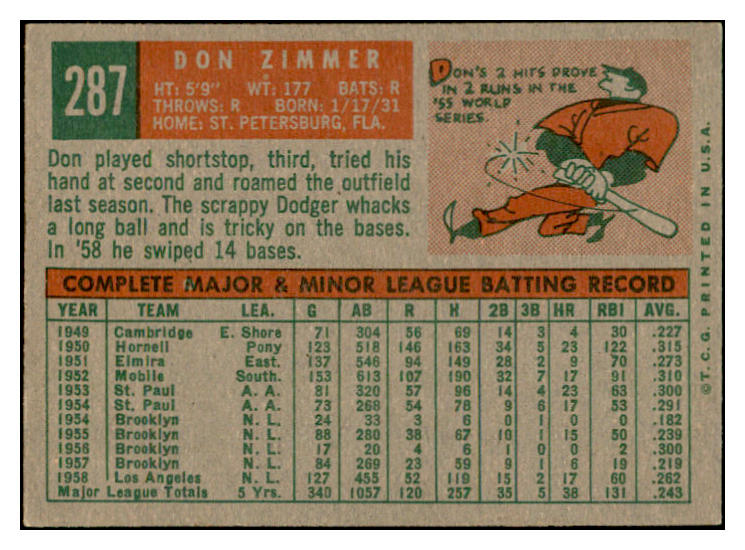 287
DON ZIMMER
HT: 5'9" WT: 177 BATS: R
THROWS: R BORN: 1/17/31
HOME: ST. PETERSBURG, FLA.
Don played shortstop, third, tried his
hand at second and roamed the outfield
last season. The scrappy Dodger whacks
a long ball and is tricky on the bases.
In '58 he swiped 14 bases.
DON'S 2 HITS DROVE
IN 2 RUNS IN THE
'55 WORLD
SERIES.
COMPLETE MAJOR & MINOR LEAGUE BATTING RECORD
YEAR TEAM LEA. G AB R H 2B 3B HR RBI AVG.
1949 Cambridge E. Shore 71 304 56 69 14 3 4 30 .227
1950 Hornell Pony 123 518 146 163 34 5 23 122 .315
1951 Elmira East. 137 546 94 149 28 2 9 70 .273
1952 Mobile South. 153 613 107 190 32 7 17 91 .310
1953 St. Paul A. A. 81 320 57 96 14 4 23 63 .300
1954 St. Paul A. A. 73 268 54 78 9 6 17 53 .291
1954 Brooklyn N. L. 24 33 3 6 0 1 0 0 .182
1955 Brooklyn N. L. 88 280 38 67 10 1 15 50 .239
1956 Brooklyn N. L. 17 20 4 6 1 0 0 2 .300
1957 Brooklyn N. L. 84 269 23 59 9 1 6 19 .219
1958 Los Angeles N. L. 127 455 52 119 15 2 17 60 .262
Major League Totals 5 Yrs. 340 1057 120 257 35 5 38 131 .243
© T. C. G. PRINTED IN U.S.A.